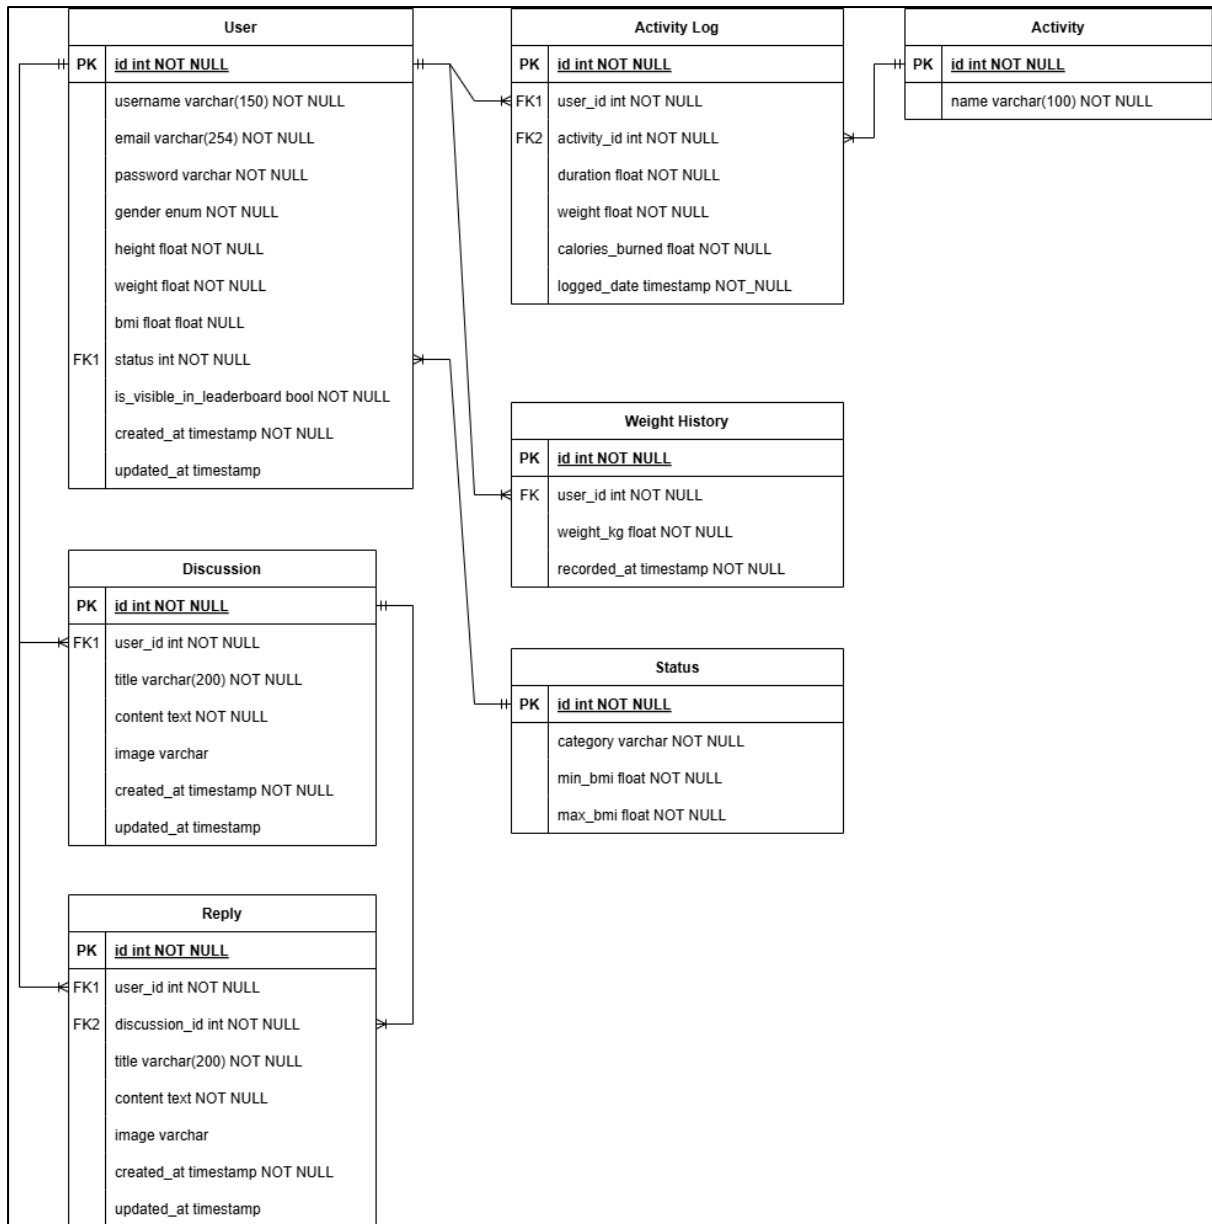 User
PK id int NOT NULL
username varchar(150) NOT NULL
email varchar(254) NOT NULL
password varchar NOT NULL
gender enum NOT NULL
height float NOT NULL
weight float NOT NULL
bmi float float NULL
FK1 status int NOT NULL
is_visible_in_leaderboard bool NOT NULL
created_at timestamp NOT NULL
updated_at timestamp
Activity Log
PK id int NOT NULL
FK1 user_id int NOT NULL
FK2 activity_id int NOT NULL
duration float NOT NULL
weight float NOT NULL
calories_burned float NOT NULL
logged_date timestamp NOT_NULL
Activity
PK id int NOT NULL
name varchar(100) NOT NULL
Weight History
PK id int NOT NULL
FK user_id int NOT NULL
weight_kg float NOT NULL
recorded_at timestamp NOT NULL
Discussion
PK id int NOT NULL
FK1 user_id int NOT NULL
title varchar(200) NOT NULL
content text NOT NULL
image varchar
created_at timestamp NOT NULL
updated_at timestamp
Status
PK id int NOT NULL
category varchar NOT NULL
min_bmi float NOT NULL
max_bmi float NOT NULL
Reply
PK id int NOT NULL
FK1 user_id int NOT NULL
FK2 discussion_id int NOT NULL
title varchar(200) NOT NULL
content text NOT NULL
image varchar
created_at timestamp NOT NULL
updated_at timestamp